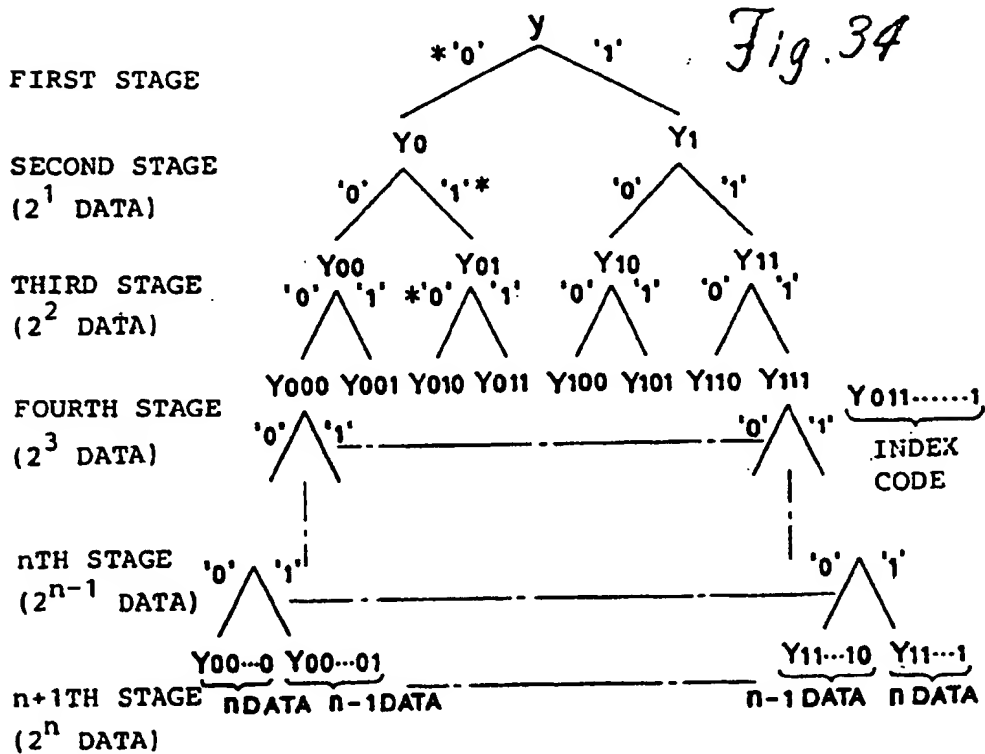 Fig. 34
y
FIRST STAGE *'0' '1'
Y0 Y1
SECOND STAGE
(2^1 DATA) '0' '1'* '0' '1'
Y00 Y01 Y10 Y11
THIRD STAGE '0' '1' *'0' '1' '0' '1' '0' '1'
(2^2 DATA)
Y000 Y001 Y010 Y011 Y100 Y101 Y110 Y111
FOURTH STAGE '0' '1' '0' '1' Y011......1
(2^3 DATA) INDEX
CODE
nTH STAGE '0' '1' '0' '1'
(2^n-1 DATA)
Y00...0 Y00...01 Y11...10 Y11...1
n+1TH STAGE n DATA n-1 DATA n-1 DATA n DATA
(2^n DATA)